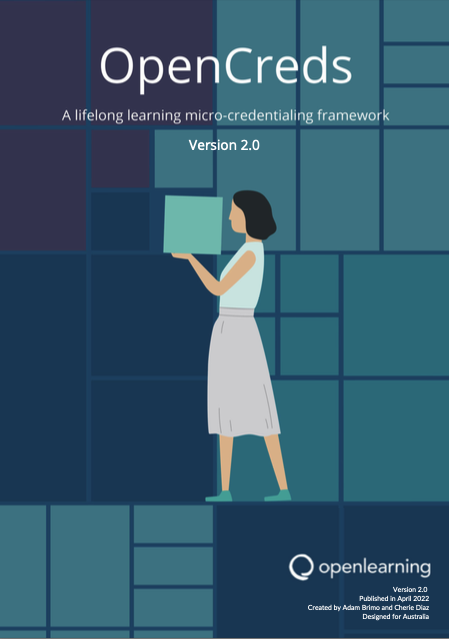 OpenCreds
A lifelong learning micro-credentialing framework
Version 2.0
openlearning
Version 2.0
Published in April 2022
Created by Adam Brimo and Cherie Diaz
Designed for Australia